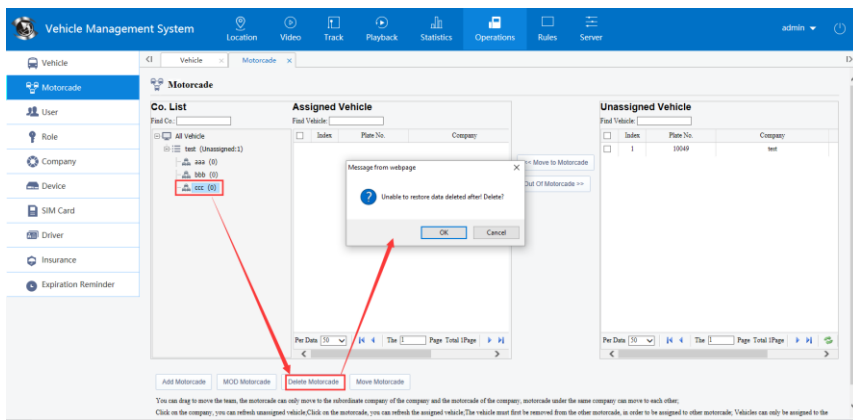 Vehicle Management System
Location Video Track Playback Statistics Operations Rules Server
admin
Vehicle
Motorcade
User
Role
Company
Device
SIM Card
Driver
Insurance
Expiration Reminder
Vehicle × Motorcade ×
Motorcade
Co. List
Find Co.:
All Vehicle
test (Unassigned:1)
aaa (0)
bbb (0)
ccc (0)
Assigned Vehicle
Find Vehicle:
Index Plate No. Company
Per Data 50 The 1 Page Total 1Page
<< Move to Motorcade
Out Of Motorcade >>
Message from webpage ×
Unable to restore data deleted after! Delete?
OK Cancel
Unassigned Vehicle
Find Vehicle:
Index Plate No. Company
1 10049 test
Per Data 50 The 1 Page Total 1Page
Add Motorcade MOD Motorcade Delete Motorcade Move Motorcade
You can drag to move the team, the motorcade can only move to the subordinate company of the company and the motorcade of the company, motorcade under the same company can move to each other;
Click on the company, you can refresh unassigned vehicle,Click on the motorcade, you can refresh the assigned vehicle;The vehicle must first be removed from the other motorcade, in order to be assigned to other motorcade; Vehicles can only be assigned to the